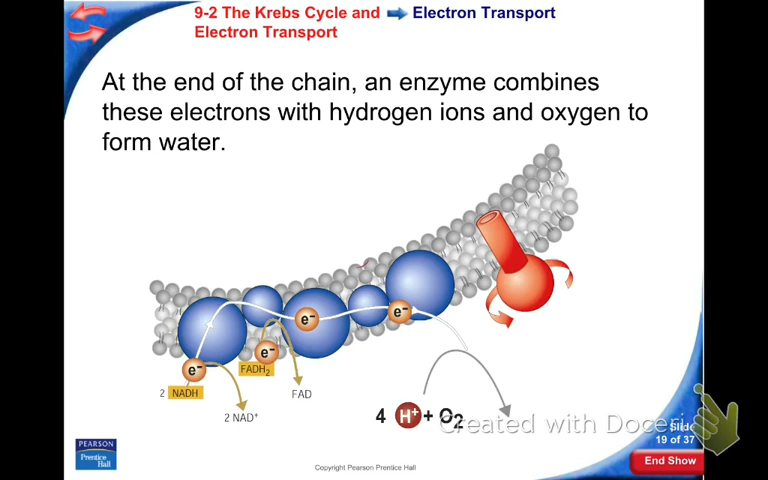 9-2 The Krebs Cycle and
Electron Transport
Electron Transport
At the end of the chain, an enzyme combines
these electrons with hydrogen ions and oxygen to
form water.
e⁻
e⁻
e⁻
e⁻
FADH₂
2 NADH
FAD
2 NAD⁺
4 H⁺ + O₂
Created with Doceri
Slide
19 of 37
End Show
PEARSON
Prentice
Hall
Copyright Pearson Prentice Hall